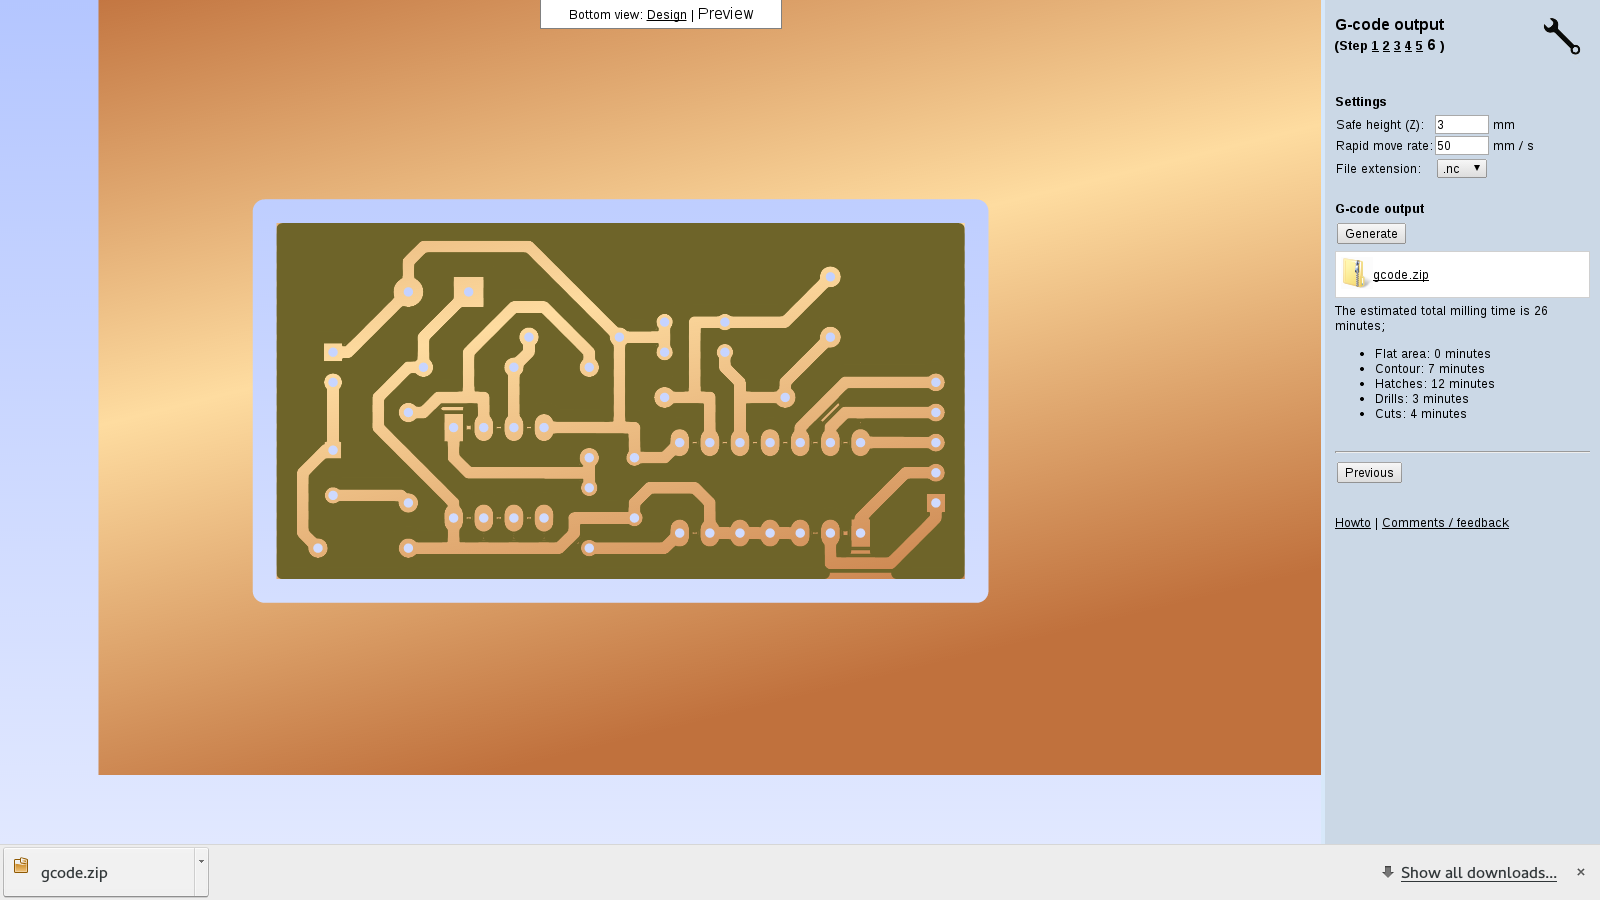 Bottom view: Design | Preview
G-code output
(Step 1 2 3 4 5 6 )
Settings
Safe height (Z): 3 mm
Rapid move rate: 50 mm / s
File extension: .nc
G-code output
Generate
gcode.zip
The estimated total milling time is 26
minutes;
• Flat area: 0 minutes
• Contour: 7 minutes
• Hatches: 12 minutes
• Drills: 3 minutes
• Cuts: 4 minutes
Previous
Howto | Comments / feedback
gcode.zip
Show all downloads...